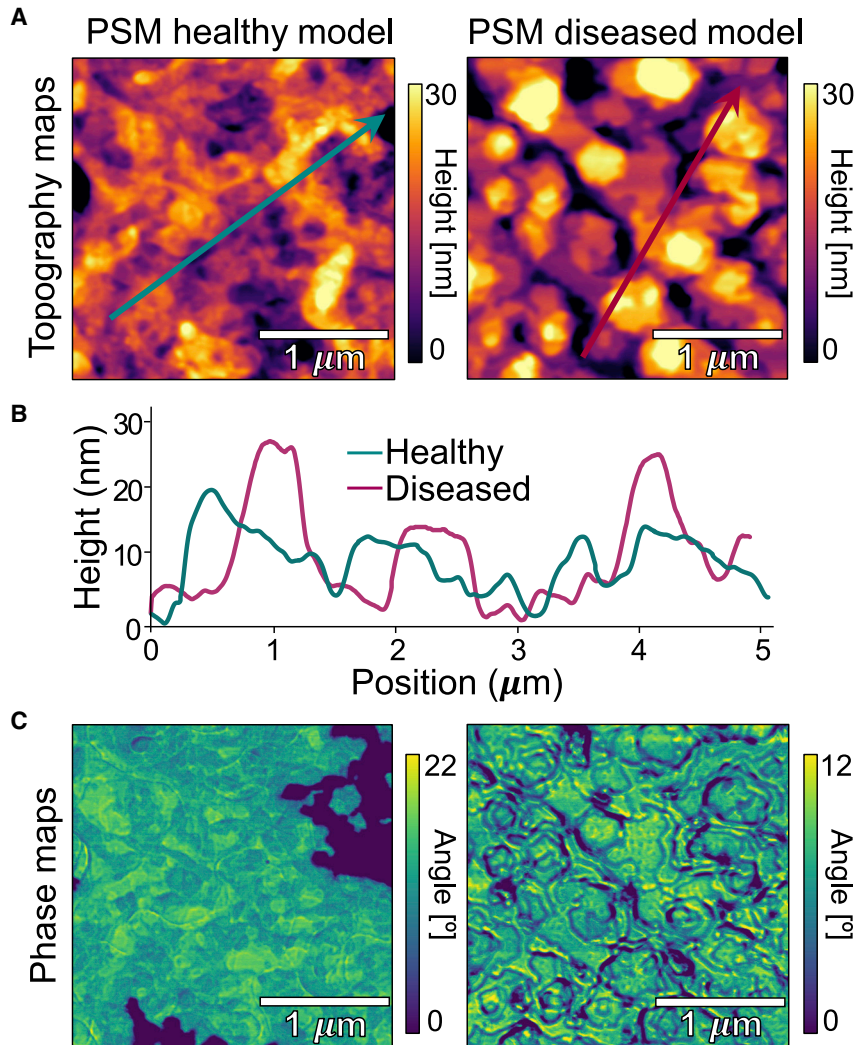 A
PSM healthy model
PSM diseased model
Topography maps
30
Height [nm]
0
1 μm
30
Height [nm]
0
1 μm
B
Height (nm)
30
20
10
0
Healthy
Diseased
0 1 2 3 4 5
Position (μm)
C
Phase maps
22
Angle [º]
0
1 μm
12
Angle [º]
0
1 μm